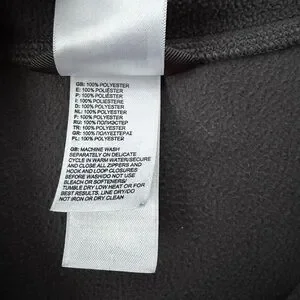 GB: 100% POLYESTER
E: 100% POLIÉSTER
P: 100% POLIÉSTER
I: 100% POLIESTERE
D: 100% POLYESTER
NL: 100% POLYESTER
F: 100% POLYESTER
RU: 100% ПОЛИЭСТЕР
TR: 100% POLYESTER
GR: 100% ΠΟΛΥΕΣΤΕΡΑΣ
PL: 100% POLYESTER
GB: MACHINE WASH
SEPARATELY ON DELICATE
CYCLE IN WARM WATER/SECURE
AND CLOSE ALL ZIPPERS AND
HOOK AND LOOP CLOSURES
BEFORE WASH/DO NOT USE
BLEACH OR SOFTENERS/
TUMBLE DRY LOW HEAT OR FOR
BEST RESULTS, LINE DRY/DO
NOT IRON OR DRY CLEAN